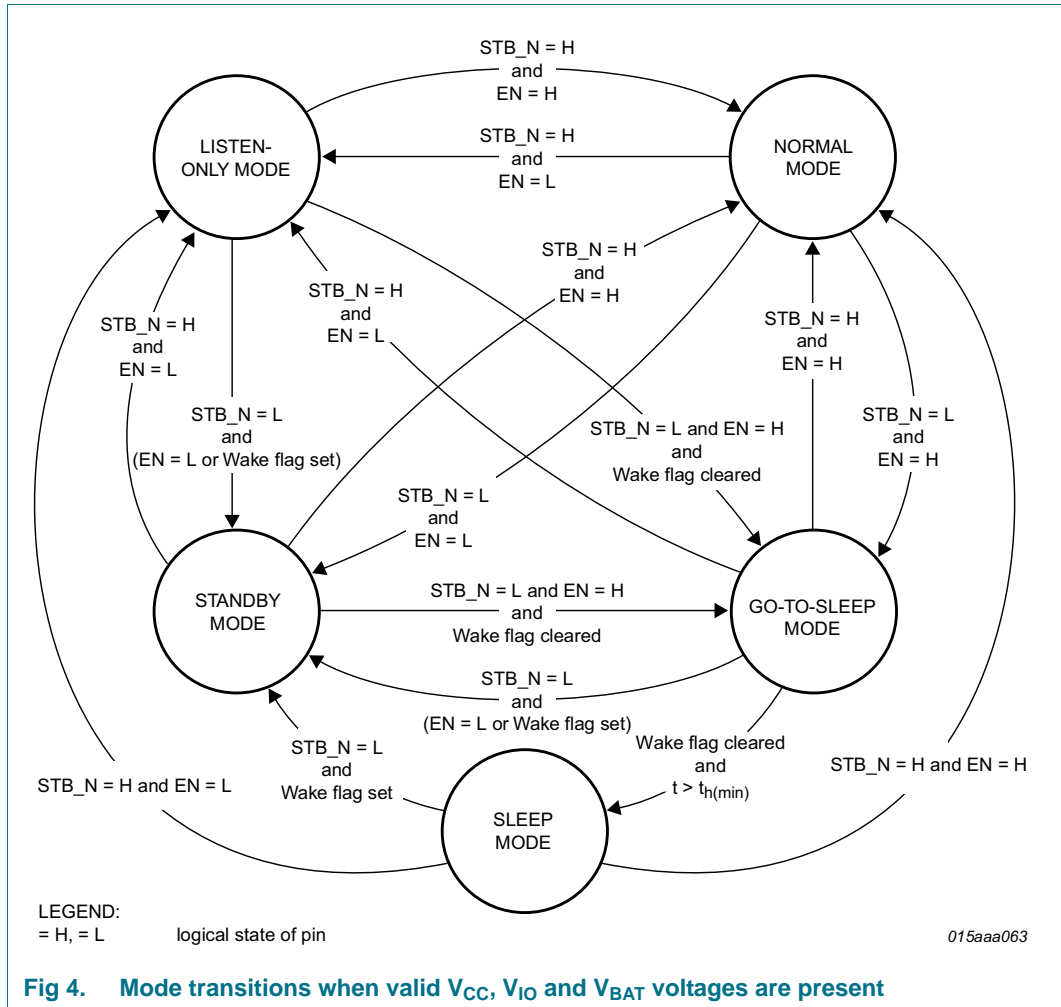 STB_N = H
and
EN = H
LISTEN-
ONLY MODE
STB_N = H
and
EN = L
NORMAL
MODE
STB_N = H
and
EN = L
STB_N = H
and
EN = L
STB_N = H
and
EN = H
STB_N = H
and
EN = H
STB_N = L
and
(EN = L or Wake flag set)
STB_N = L and EN = H
and
Wake flag cleared
STB_N = L
and
EN = H
STB_N = L
and
EN = L
STANDBY
MODE
STB_N = L and EN = H
and
Wake flag cleared
GO-TO-SLEEP
MODE
STB_N = L
and
(EN = L or Wake flag set)
STB_N = L
and
Wake flag set
Wake flag cleared
and
t > th(min)
STB_N = H and EN = L
STB_N = H and EN = H
SLEEP
MODE
LEGEND:
= H, = L logical state of pin
015aaa063
Fig 4. Mode transitions when valid VCC, VIO and VBAT voltages are present